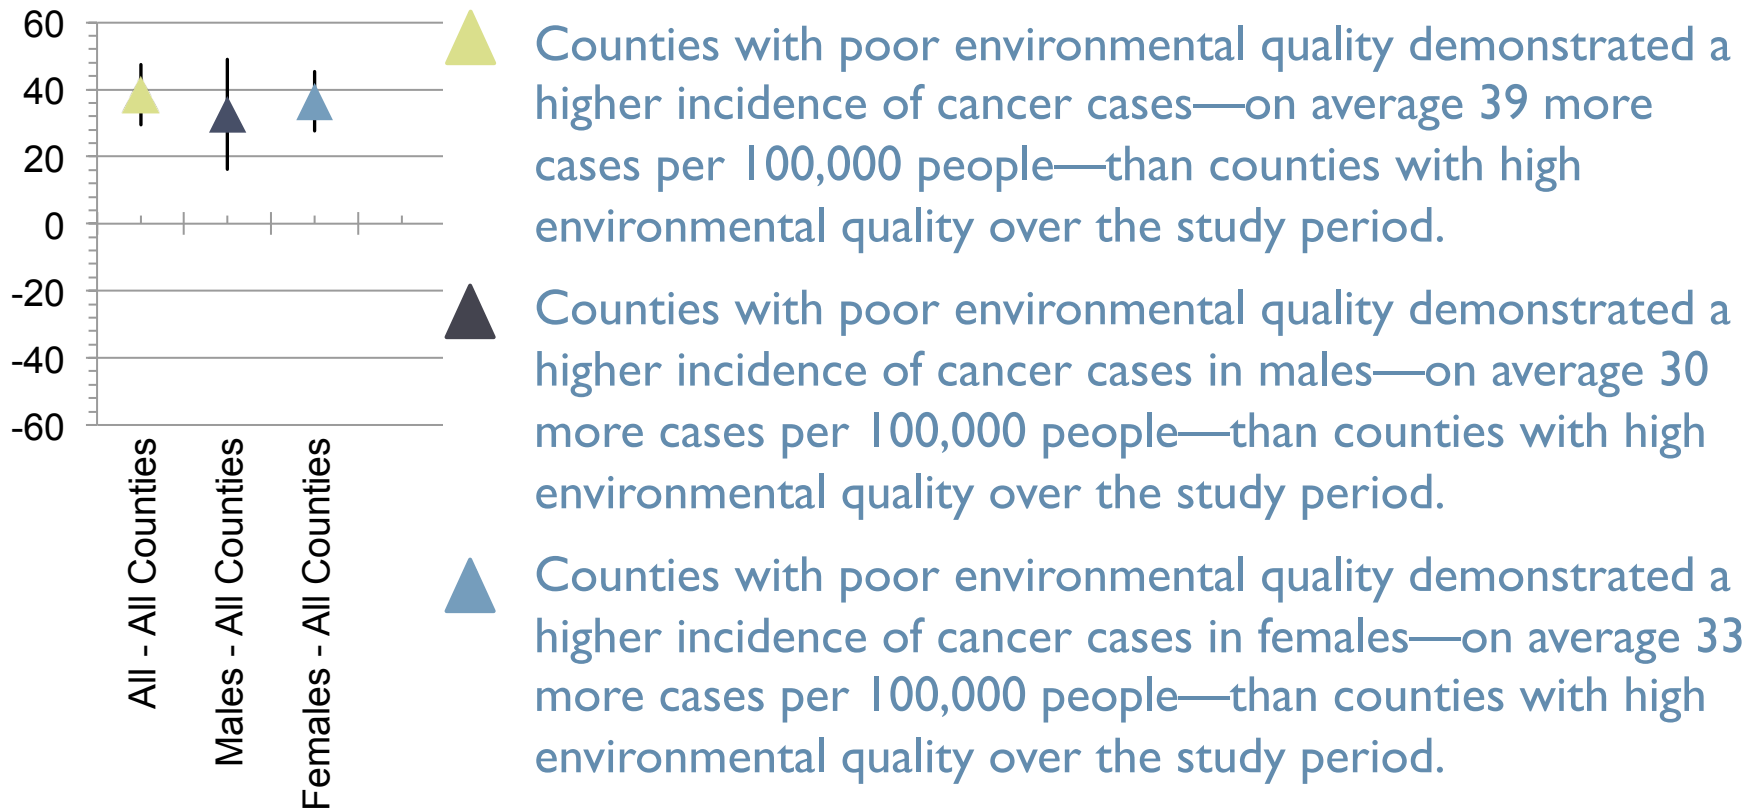 60
40
20
0
-20
-40
-60
All - All Counties
Males - All Counties
Females - All Counties
Counties with poor environmental quality demonstrated a
higher incidence of cancer cases—on average 39 more
cases per 100,000 people—than counties with high
environmental quality over the study period.
Counties with poor environmental quality demonstrated a
higher incidence of cancer cases in males—on average 30
more cases per 100,000 people—than counties with high
environmental quality over the study period.
Counties with poor environmental quality demonstrated a
higher incidence of cancer cases in females—on average 33
more cases per 100,000 people—than counties with high
environmental quality over the study period.